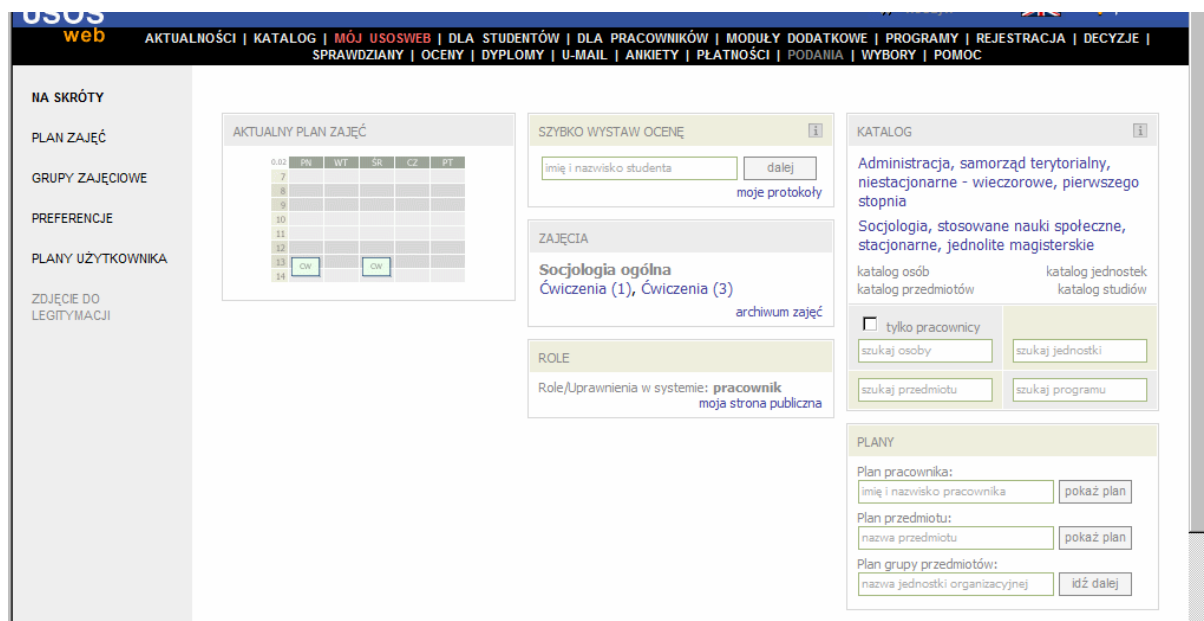 USOS
web
AKTUALNOŚCI | KATALOG | MÓJ USOSWEB | DLA STUDENTÓW | DLA PRACOWNIKÓW | MODUŁY DODATKOWE | PROGRAMY | REJESTRACJA | DECYZJE |
SPRAWDZIANY | OCENY | DYPLOMY | U-MAIL | ANKIETY | PŁATNOŚCI | PODANIA | WYBORY | POMOC
NA SKRÓTY
PLAN ZAJĘĆ
GRUPY ZAJĘCIOWE
PREFERENCJE
PLANY UŻYTKOWNIKA
ZDJĘCIE DO
LEGITYMACJI
AKTUALNY PLAN ZAJĘĆ
0.02 PN WT ŚR CZ PT
7
8
9
10
11
12
13 CW CW
14
SZYBKO WYSTAW OCENĘ
imię i nazwisko studenta dalej
moje protokoły
ZAJĘCIA
Socjologia ogólna
Ćwiczenia (1), Ćwiczenia (3)
archiwum zajęć
ROLE
Role/Uprawnienia w systemie: pracownik
moja strona publiczna
KATALOG
Administracja, samorząd terytorialny,
niestacjonarne - wieczorowe, pierwszego
stopnia
Socjologia, stosowane nauki społeczne,
stacjonarne, jednolite magisterskie
katalog osób katalog jednostek
katalog przedmiotów katalog studiów
tylko pracownicy
szukaj osoby szukaj jednostki
szukaj przedmiotu szukaj programu
PLANY
Plan pracownika:
imię i nazwisko pracownika pokaż plan
Plan przedmiotu:
nazwa przedmiotu pokaż plan
Plan grupy przedmiotów:
nazwa jednostki organizacyjnej idź dalej